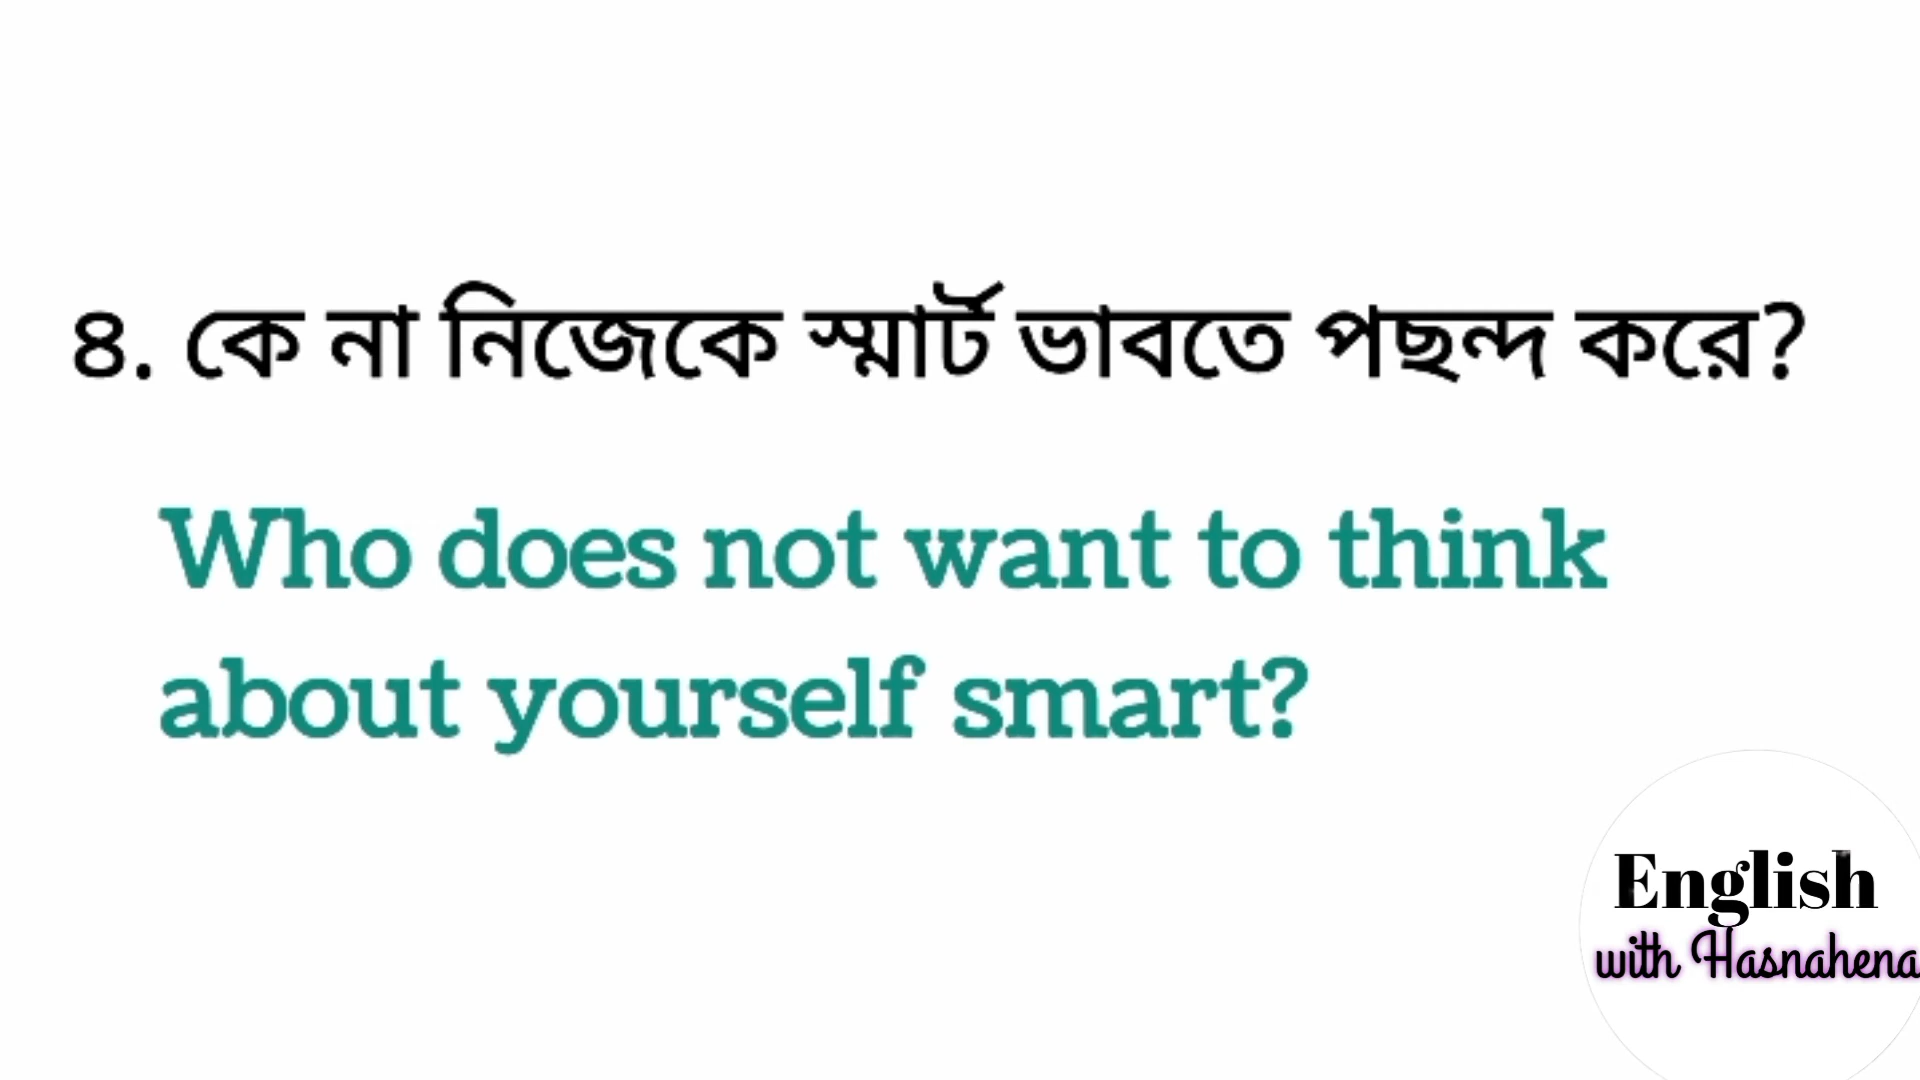 ৪. কে না নিজেকে স্মার্ট ভাবতে পছন্দ করে?
Who does not want to think
about yourself smart?
English
with Hasnahena